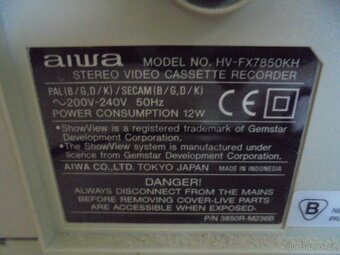 aiwa MODEL NO. HV-FX7850KH
STEREO VIDEO CASSETTE RECORDER
PAL(B/G,D/K)/SECAM(B/G,D/K)
~200V-240V 50Hz
POWER CONSUMPTION 12W
CE
•ShowView is a registered trademark of Gemstar
Development Corporation.
•The ShowView system is manufactured under
licence from Gemstar Development Corporation.
AIWA CO.,LTD. TOKYO JAPAN MADE IN INDONESIA
DANGER!
ALWAYS DISCONNECT FROM THE MAINS
BEFORE REMOVING COVER-LIVE PARTS
ARE ACCESSIBLE WHEN EXPOSED.
P/N 3850R-M236B
B